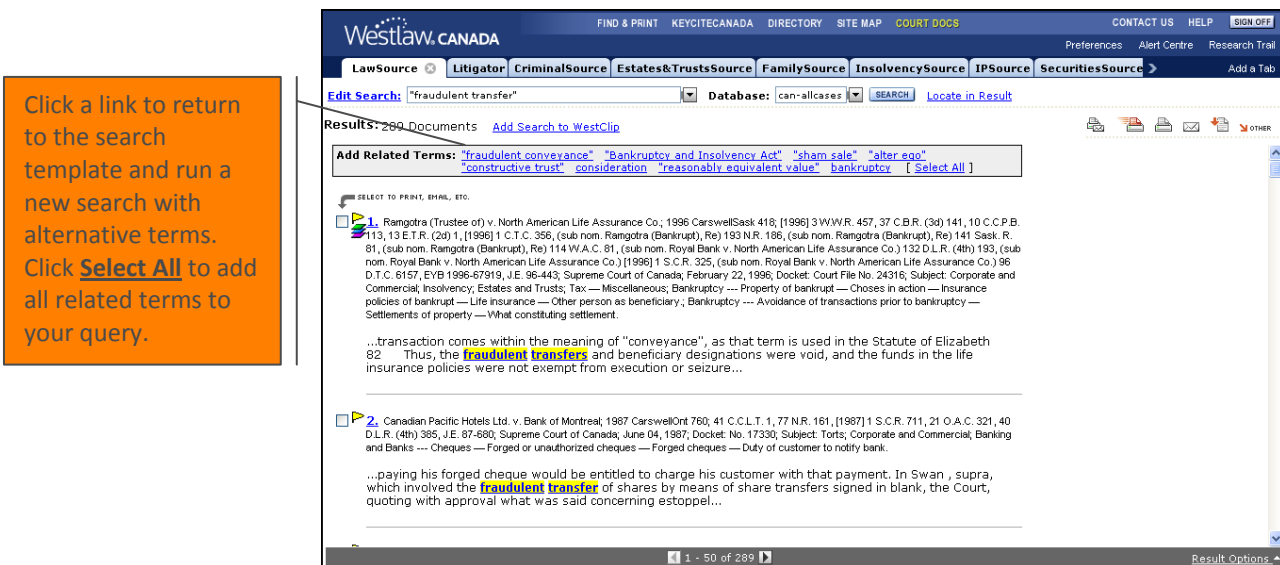 Click a link to return
to the search
template and run a
new search with
alternative terms.
Click Select All to add
all related terms to
your query.
Westlaw. CANADA
FIND & PRINT KEYCITECANADA DIRECTORY SITE MAP COURT DOCS
CONTACT US HELP SIGN OFF
Preferences Alert Centre Research Trail
LawSource Litigator CriminalSource Estates&TrustsSource FamilySource InsolvencySource IPSource SecuritiesSource Add a Tab
Edit Search: "fraudulent transfer" Database: can-allcases SEARCH Locate in Result
Results: 289 Documents Add Search to WestClip
OTHER
Add Related Terms: "fraudulent conveyance" "Bankruptcy and Insolvency Act" "sham sale" "alter ego"
"constructive trust" consideration "reasonably equivalent value" bankruptcy [ Select All ]
SELECT TO PRINT, EMAIL, ETC.
1. Ramgotra (Trustee of) v. North American Life Assurance Co.; 1996 CarswellSask 418; [1996] 3 W.W.R. 457, 37 C.B.R. (3d) 141, 10 C.C.P.B.
113, 13 E.T.R. (2d) 1, [1996] 1 C.T.C. 356, (sub nom. Ramgotra (Bankrupt), Re) 193 N.R. 186, (sub nom. Ramgotra (Bankrupt), Re) 141 Sask. R.
81, (sub nom. Ramgotra (Bankrupt), Re) 114 W.A.C. 81, (sub nom. Royal Bank v. North American Life Assurance Co.) 132 D.L.R. (4th) 193, (sub
nom. Royal Bank v. North American Life Assurance Co.) [1996] 1 S.C.R. 325, (sub nom. Royal Bank v. North American Life Assurance Co.) 96
D.T.C. 6157, EYB 1996-67919, J.E. 96-443; Supreme Court of Canada; February 22, 1996; Docket: Court File No. 24316; Subject: Corporate and
Commercial; Insolvency; Estates and Trusts; Tax — Miscellaneous; Bankruptcy --- Property of bankrupt — Choses in action — Insurance
policies of bankrupt — Life insurance — Other person as beneficiary.; Bankruptcy --- Avoidance of transactions prior to bankruptcy —
Settlements of property — What constituting settlement.
...transaction comes within the meaning of "conveyance", as that term is used in the Statute of Elizabeth
82 Thus, the fraudulent transfers and beneficiary designations were void, and the funds in the life
insurance policies were not exempt from execution or seizure...
2. Canadian Pacific Hotels Ltd. v. Bank of Montreal; 1987 CarswellOnt 760; 41 C.C.L.T. 1, 77 N.R. 161, [1987] 1 S.C.R. 711, 21 O.A.C. 321, 40
D.L.R. (4th) 385, J.E. 87-680; Supreme Court of Canada; June 04, 1987; Docket: No. 17330; Subject: Torts; Corporate and Commercial; Banking
and Banks --- Cheques — Forged or unauthorized cheques — Forged cheques — Duty of customer to notify bank.
...paying his forged cheque would be entitled to charge his customer with that payment. In Swan , supra,
which involved the fraudulent transfer of shares by means of share transfers signed in blank, the Court,
quoting with approval what was said concerning estoppel...
1 - 50 of 289
Result Options